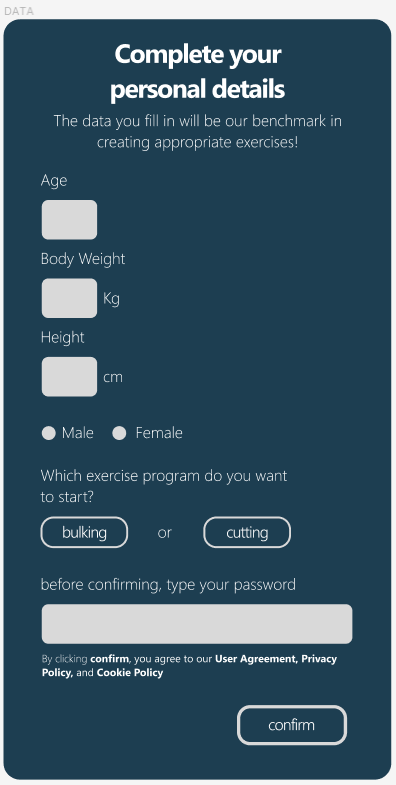 DATA
Complete your
personal details
The data you fill in will be our benchmark in
creating appropriate exercises!
Age
Body Weight
Kg
Height
cm
Male Female
Which exercise program do you want
to start?
bulking or cutting
before confirming, type your password
By clicking confirm, you agree to our User Agreement, Privacy
Policy, and Cookie Policy
confirm